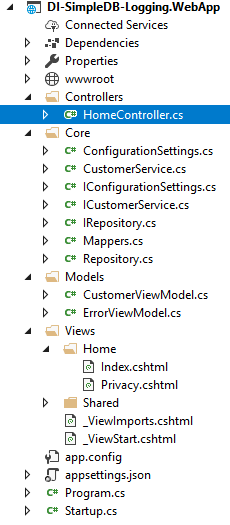 DI-SimpleDB-Logging.WebApp
Connected Services
Dependencies
Properties
wwwroot
Controllers
C# HomeController.cs
Core
C# ConfigurationSettings.cs
C# CustomerService.cs
C# IConfigurationSettings.cs
C# ICustomerService.cs
C# IRepository.cs
C# Mappers.cs
C# Repository.cs
Models
C# CustomerViewModel.cs
C# ErrorViewModel.cs
Views
Home
Index.cshtml
Privacy.cshtml
Shared
_ViewImports.cshtml
_ViewStart.cshtml
app.config
appsettings.json
C# Program.cs
C# Startup.cs